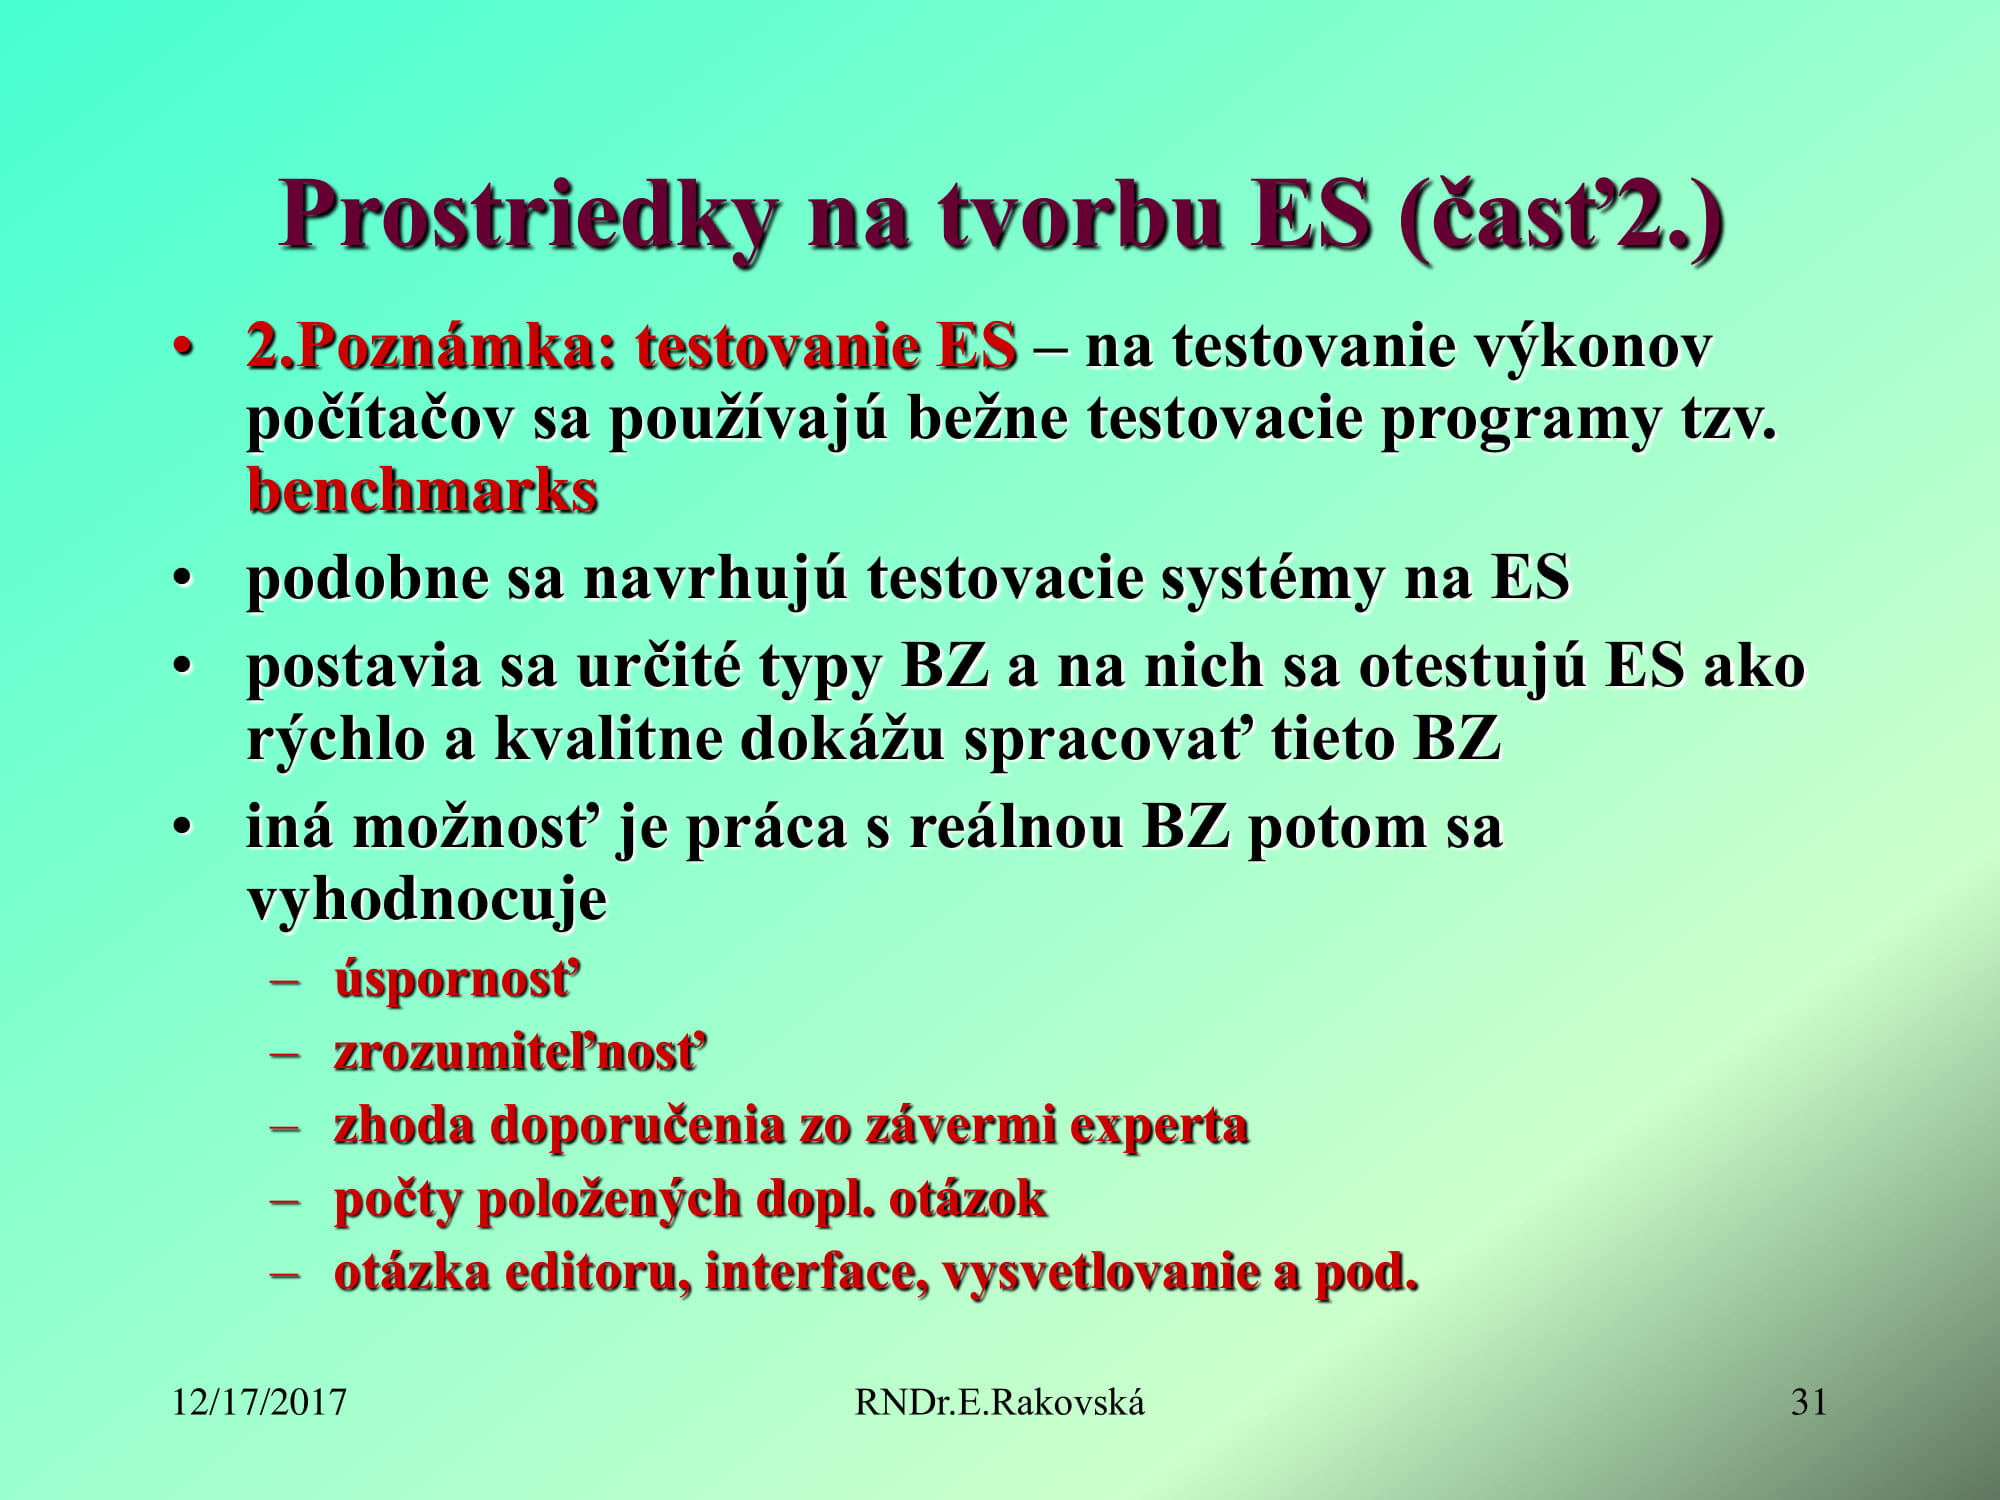 Prostriedky na tvorbu ES (časť2.)
• 2.Poznámka: testovanie ES – na testovanie výkonov
počítačov sa používajú bežne testovacie programy tzv.
benchmarks
• podobne sa navrhujú testovacie systémy na ES
• postavia sa určité typy BZ a na nich sa otestujú ES ako
rýchlo a kvalitne dokážu spracovať tieto BZ
• iná možnosť je práca s reálnou BZ potom sa
vyhodnocuje
– úspornosť
– zrozumiteľnosť
– zhoda doporučenia zo závermi experta
– počty položených dopl. otázok
– otázka editoru, interface, vysvetlovanie a pod.
12/17/2017 RNDr.E.Rakovská 31